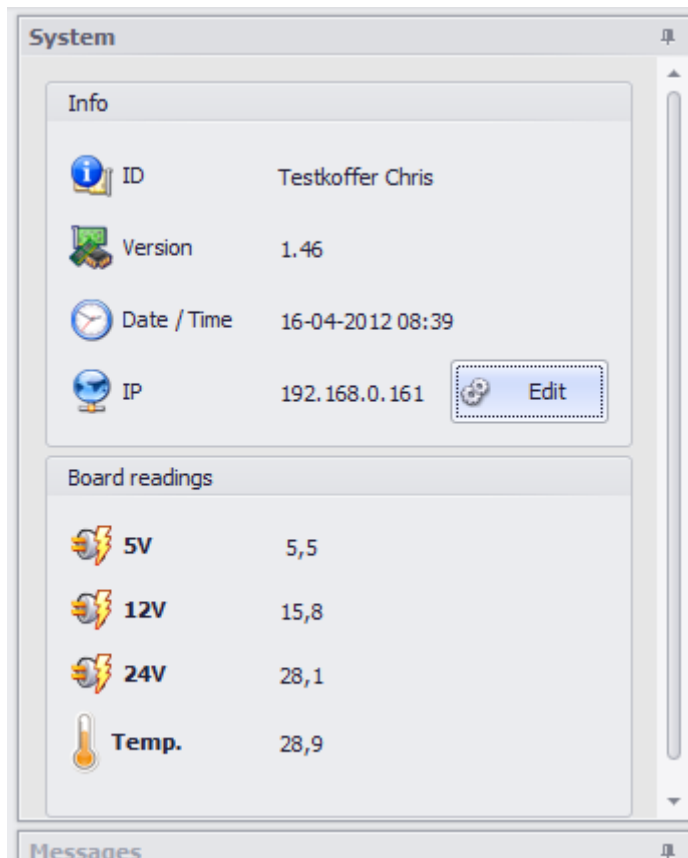 System
Info
ID Testkoffer Chris
Version 1.46
Date / Time 16-04-2012 08:39
IP 192.168.0.161 Edit
Board readings
5V 5,5
12V 15,8
24V 28,1
Temp. 28,9
Messages